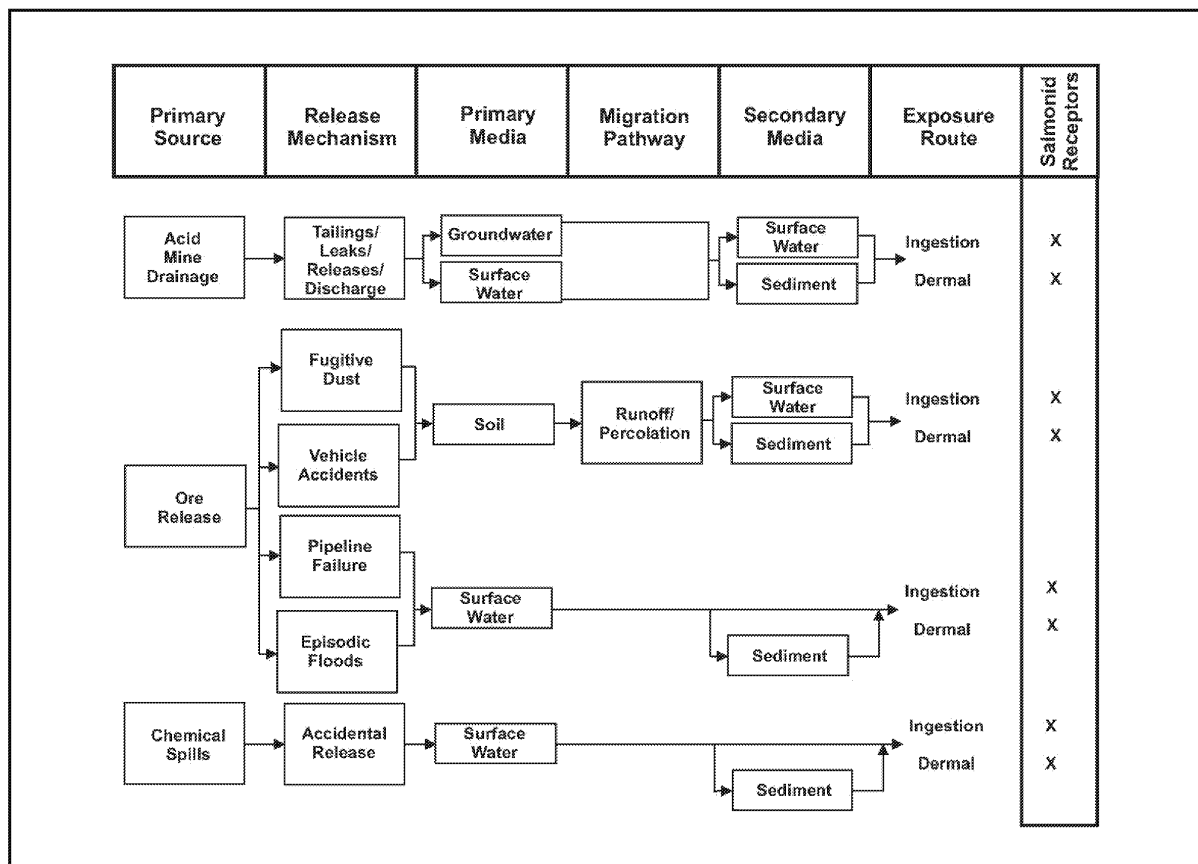 Primary
Source
Release
Mechanism
Primary
Media
Migration
Pathway
Secondary
Media
Exposure
Route
Salmonid
Receptors
Acid
Mine
Drainage
Tailings/
Leaks/
Releases/
Discharge
Groundwater
Surface
Water
Surface
Water
Sediment
Ingestion
Dermal
X
X
Ore
Release
Fugitive
Dust
Vehicle
Accidents
Soil
Runoff/
Percolation
Surface
Water
Sediment
Ingestion
Dermal
X
X
Pipeline
Failure
Episodic
Floods
Surface
Water
Sediment
Ingestion
Dermal
X
X
Chemical
Spills
Accidental
Release
Surface
Water
Sediment
Ingestion
Dermal
X
X